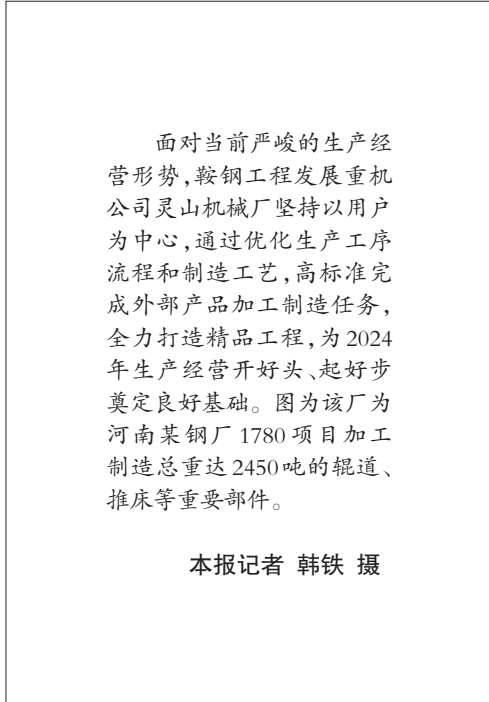 面对当前严峻的生产经
营形势，鞍钢工程发展重机
公司灵山机械厂坚持以用户
为中心，通过优化生产工序
流程和制造工艺，高标准完
成外部产品加工制造任务，
全力打造精品工程，为2024
年生产经营开好头、起好步
奠定良好基础。图为该厂为
河南某钢厂1780项目加工
制造总重达2450吨的辊道、
推床等重要部件。
本报记者 韩铁 摄